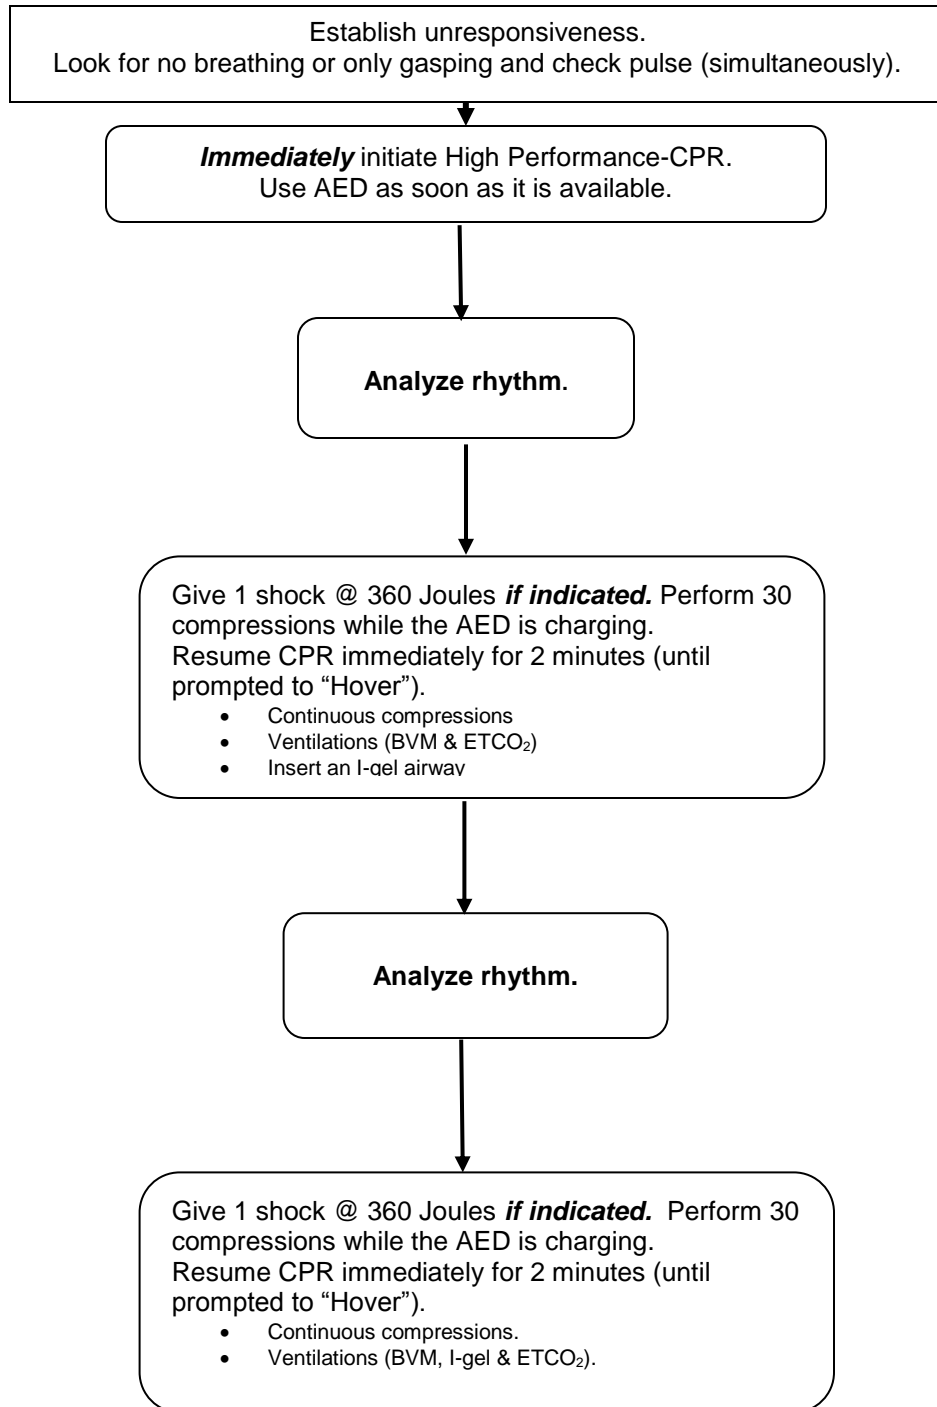 Establish unresponsiveness.
Look for no breathing or only gasping and check pulse (simultaneously).
Immediately initiate High Performance-CPR.
Use AED as soon as it is available.
Analyze rhythm.
Give 1 shock @ 360 Joules if indicated. Perform 30
compressions while the AED is charging.
Resume CPR immediately for 2 minutes (until
prompted to “Hover”).
• Continuous compressions
• Ventilations (BVM & ETCO₂)
• Insert an I-gel airway
Analyze rhythm.
Give 1 shock @ 360 Joules if indicated. Perform 30
compressions while the AED is charging.
Resume CPR immediately for 2 minutes (until
prompted to “Hover”).
• Continuous compressions.
• Ventilations (BVM, I-gel & ETCO₂).